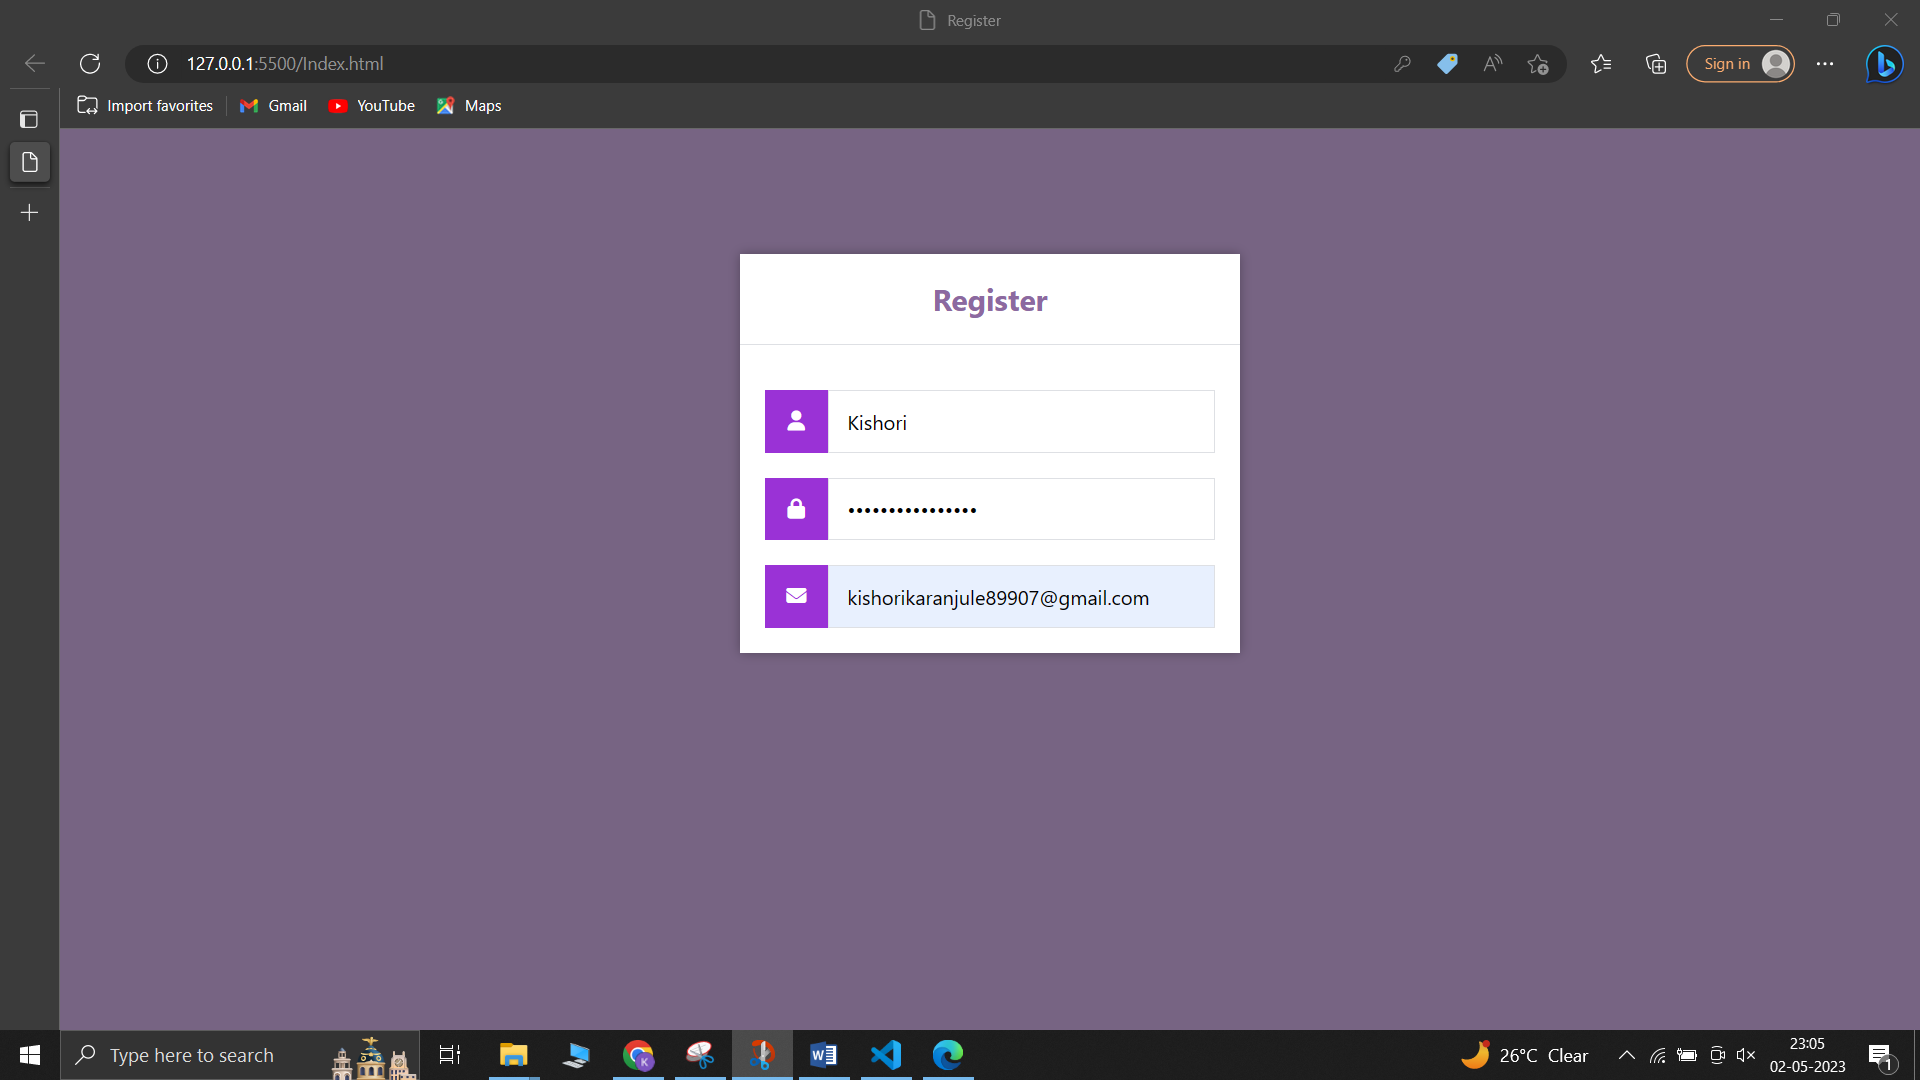 Register
127.0.0.1:5500/Index.html
Sign in
Import favorites
Gmail
YouTube
Maps
Register
Kishori
••••••••••••••••
kishorikaranjule89907@gmail.com
Type here to search
K
W
26°C Clear
23:05
02-05-2023
1